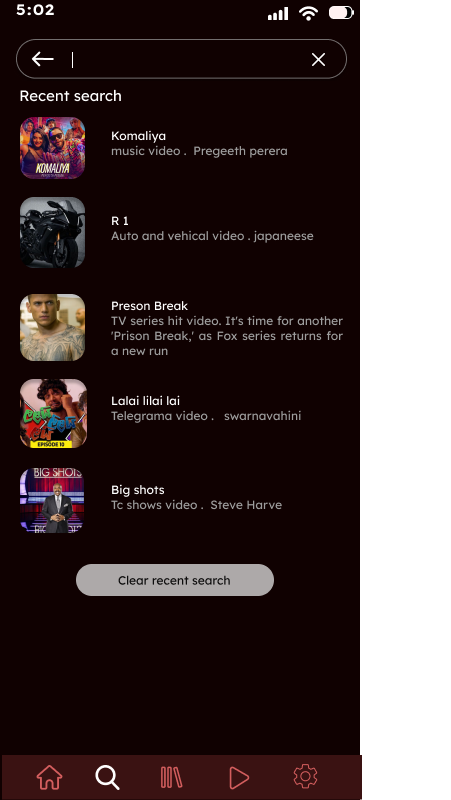 5:02
Recent search
Komaliya
music video .  Pregeeth perera
KOMALIYA
R 1
Auto and vehical video . japaneese
Preson Break
TV series hit video. It's time for another
'Prison Break,' as Fox series returns for
a new run
Lalai lilai lai
Telegrama video .   swarnavahini
EPISODE 10
BIG SHOTS
Big shots
Tc shows video .  Steve Harve
Clear recent search